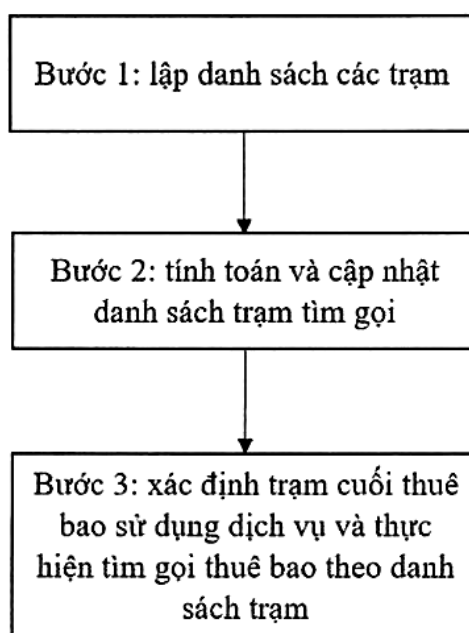 Bước 1: lập danh sách các trạm
Bước 2: tính toán và cập nhật
danh sách trạm tìm gọi
Bước 3: xác định trạm cuối thuê
bao sử dụng dịch vụ và thực
hiện tìm gọi thuê bao theo danh
sách trạm